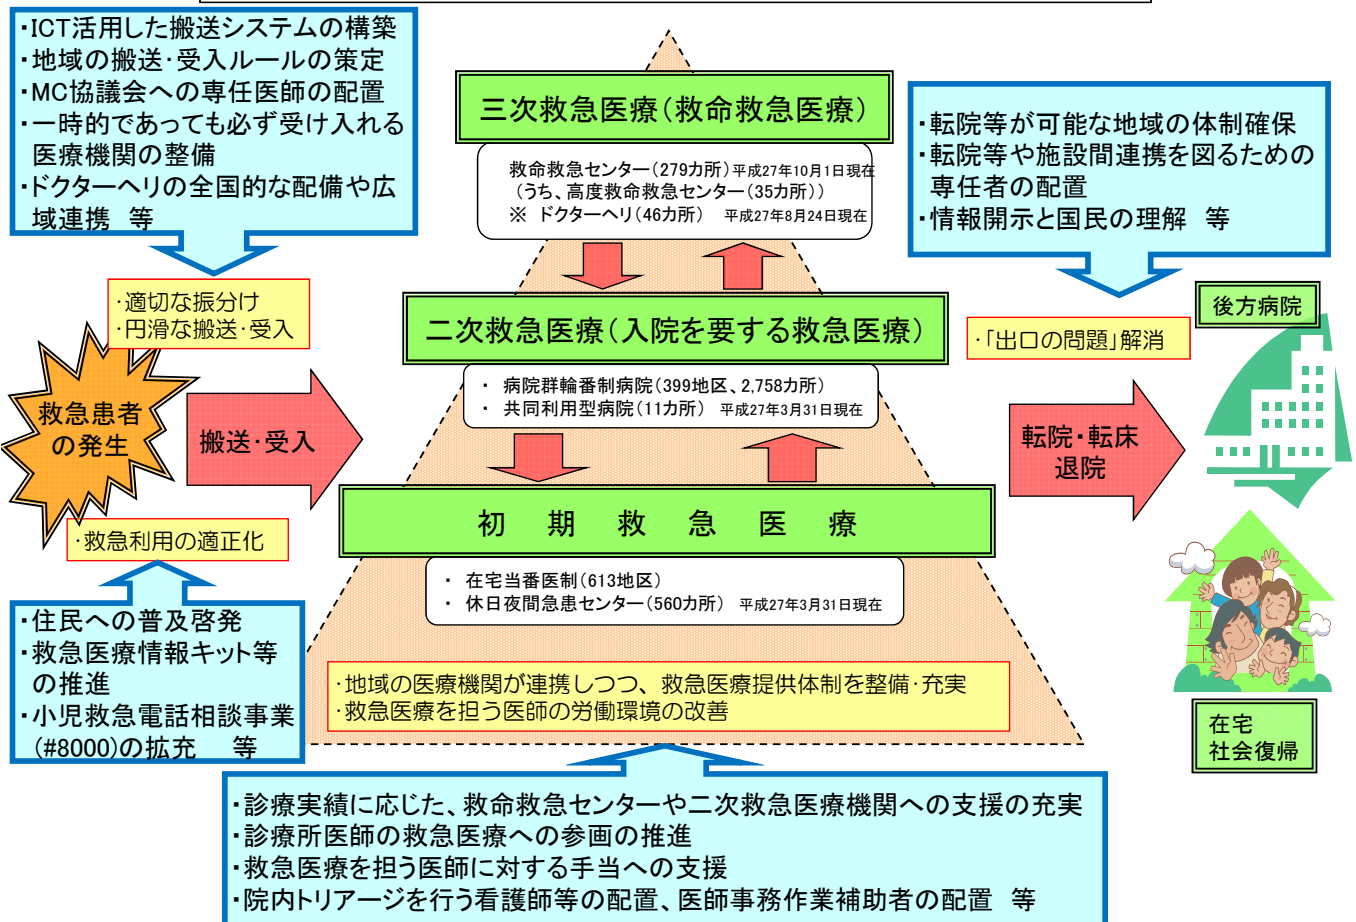 ・ICT活用した搬送システムの構築
・地域の搬送・受入ルールの策定
・MC協議会への専任医師の配置
・一時的であっても必ず受け入れる
医療機関の整備
・ドクターヘリの全国的な配備や広
域連携 等
・適切な振分け
・円滑な搬送・受入
救急患者
の発生
搬送・受入
・救急利用の適正化
・住民への普及啓発
・救急医療情報キット等
の推進
・小児救急電話相談事業
(#8000)の拡充 等
三次救急医療(救命救急医療)
救命救急センター(279カ所)平成27年10月1日現在
(うち、高度救命救急センター(35カ所))
※ ドクターヘリ(46カ所) 平成27年8月24日現在
二次救急医療(入院を要する救急医療)
・ 病院群輪番制病院(399地区、2,758カ所)
・ 共同利用型病院(11カ所) 平成27年3月31日現在
初期救急医療
・ 在宅当番医制(613地区)
・ 休日夜間急患センター(560カ所) 平成27年3月31日現在
・地域の医療機関が連携しつつ、救急医療提供体制を整備・充実
・救急医療を担う医師の労働環境の改善
・診療実績に応じた、救命救急センターや二次救急医療機関への支援の充実
・診療所医師の救急医療への参画の推進
・救急医療を担う医師に対する手当への支援
・院内トリアージを行う看護師等の配置、医師事務作業補助者の配置 等
・転院等が可能な地域の体制確保
・転院等や施設間連携を図るための
専任者の配置
・情報開示と国民の理解 等
・「出口の問題」解消
転院・転床
退院
後方病院
在宅
社会復帰